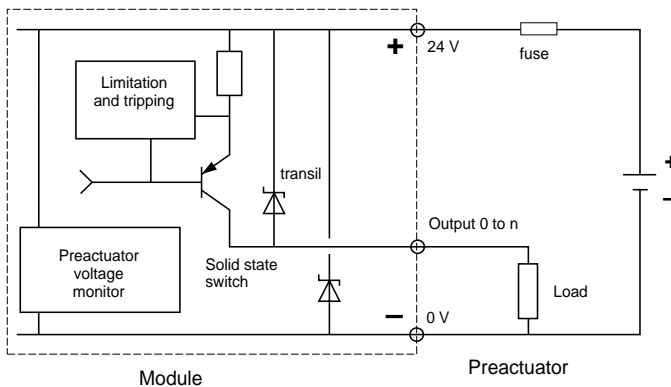 +
24 V
fuse
Limitation
and tripping
transil
+
−
Output 0 to n
Preactuator
voltage
monitor
Solid state
switch
Load
−
0 V
Module
Preactuator